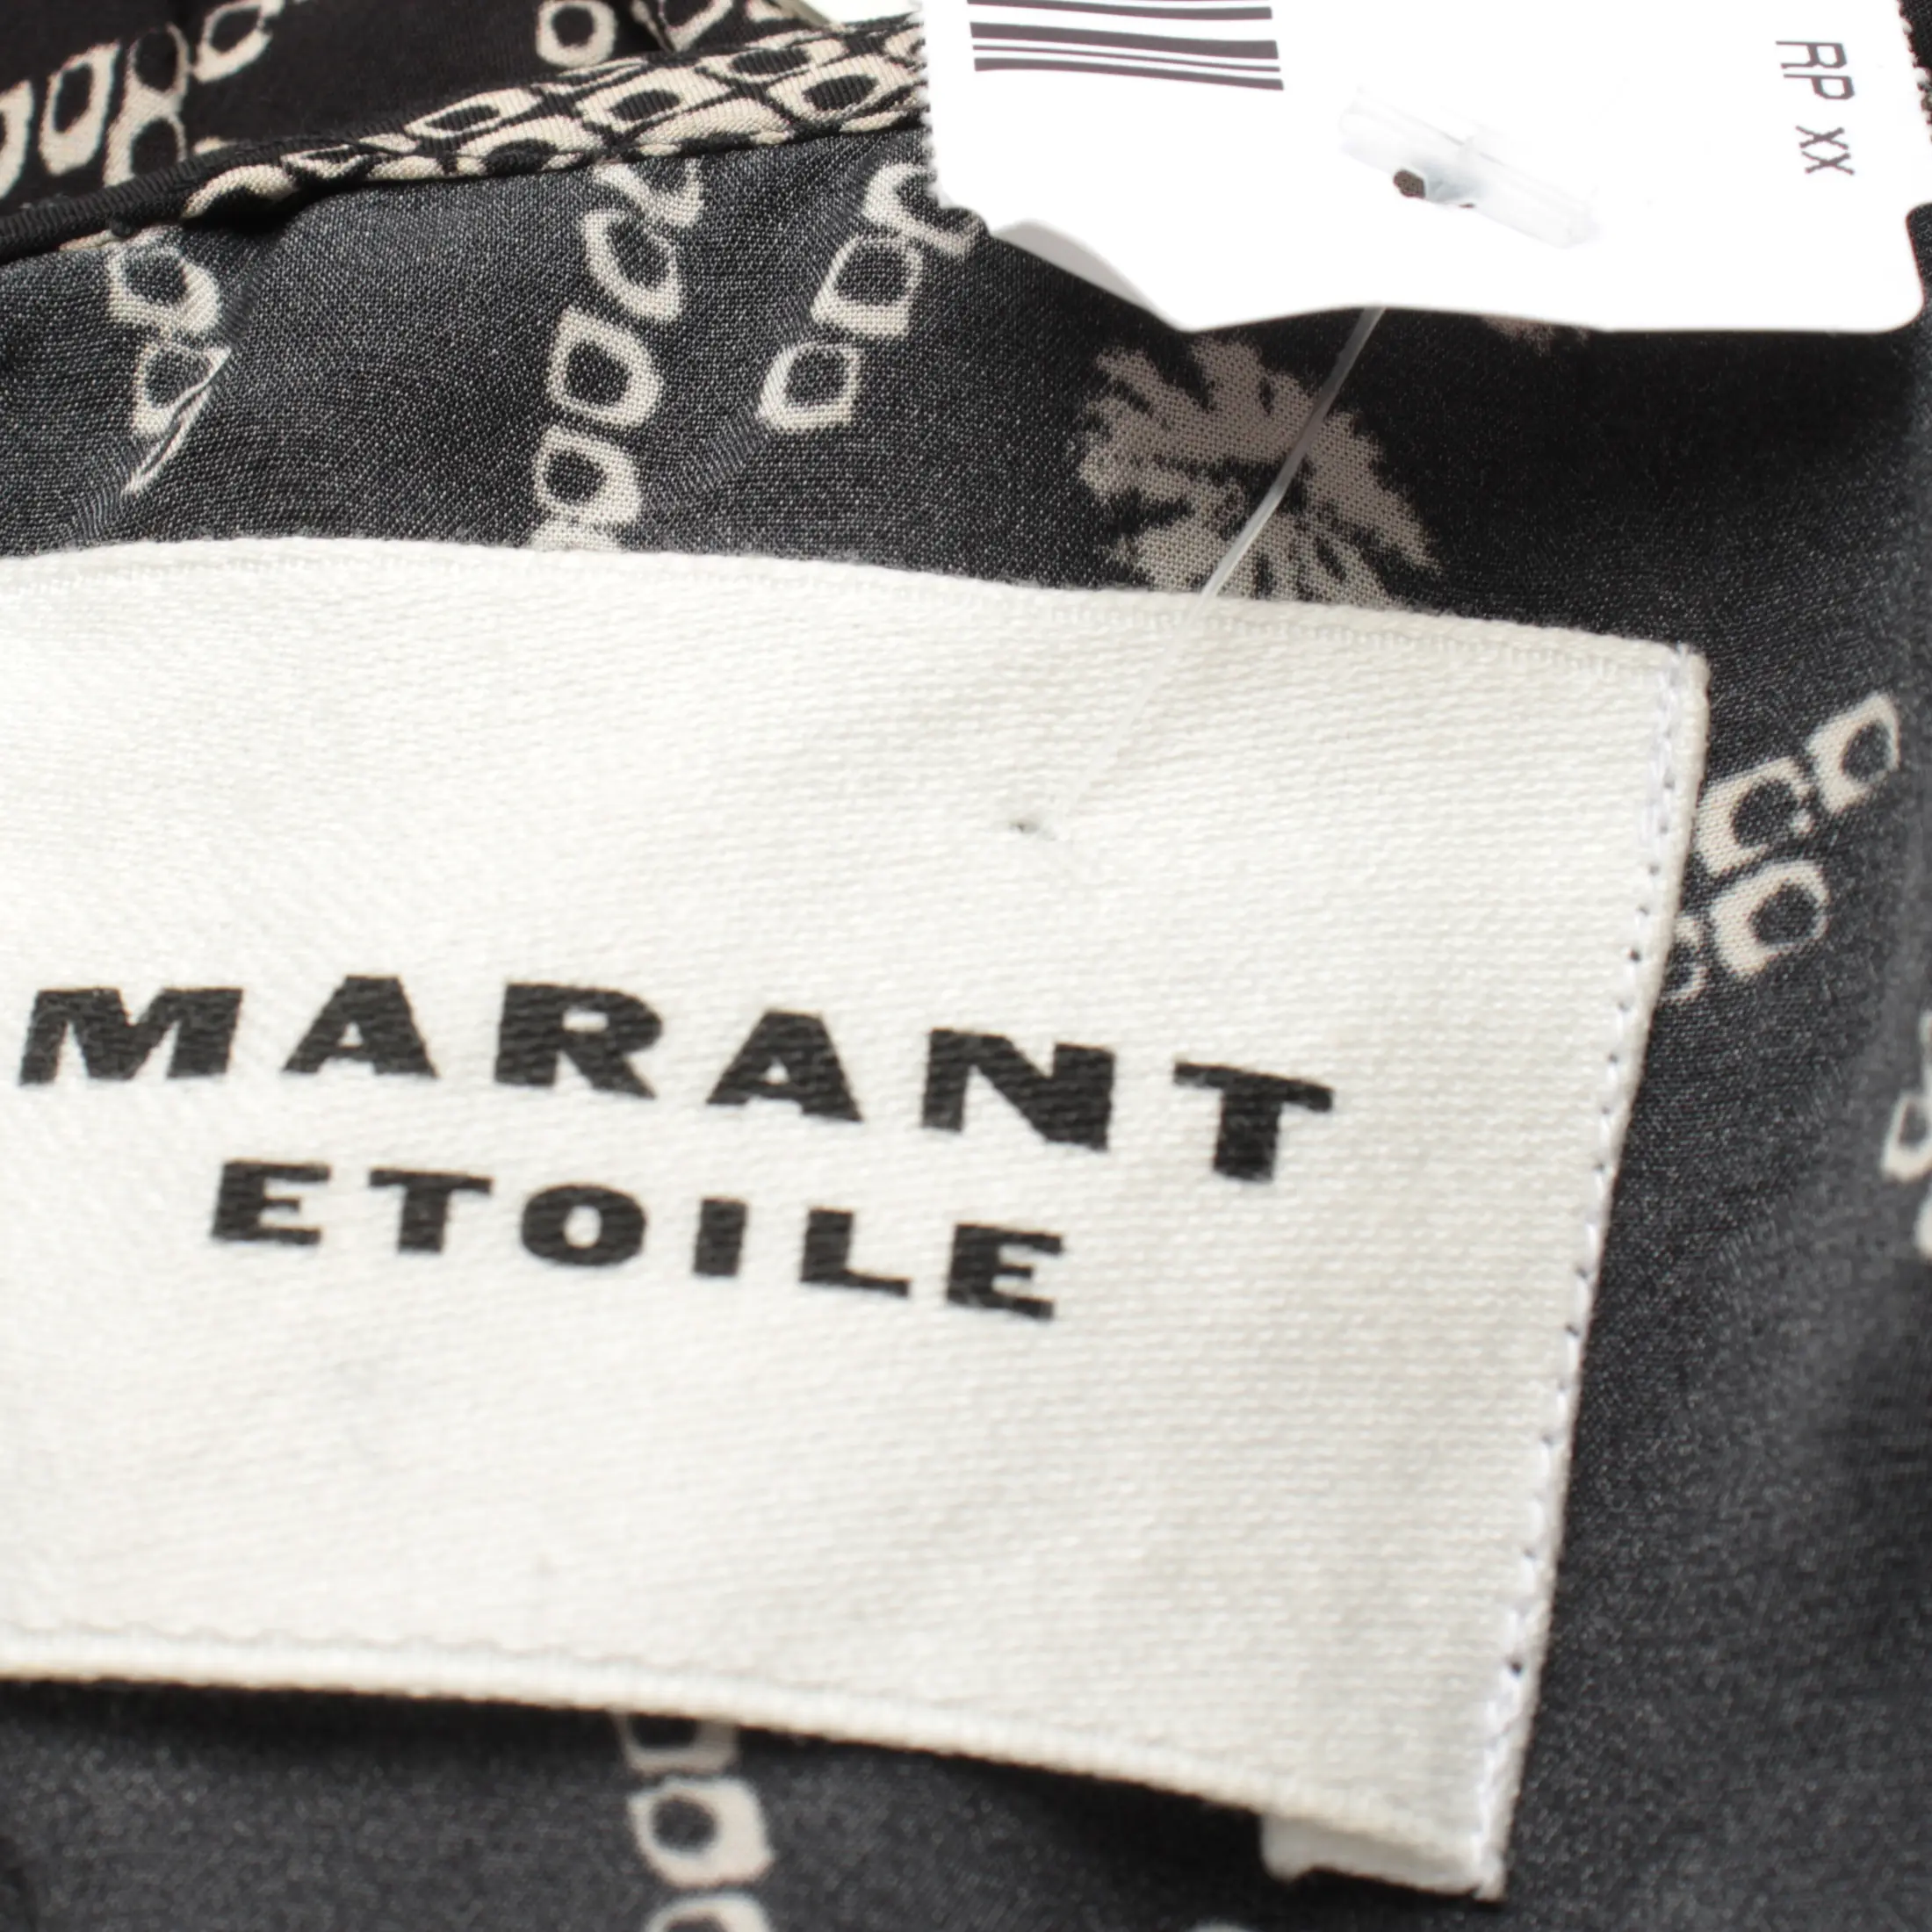 RP XX
MARANT
ETOILE